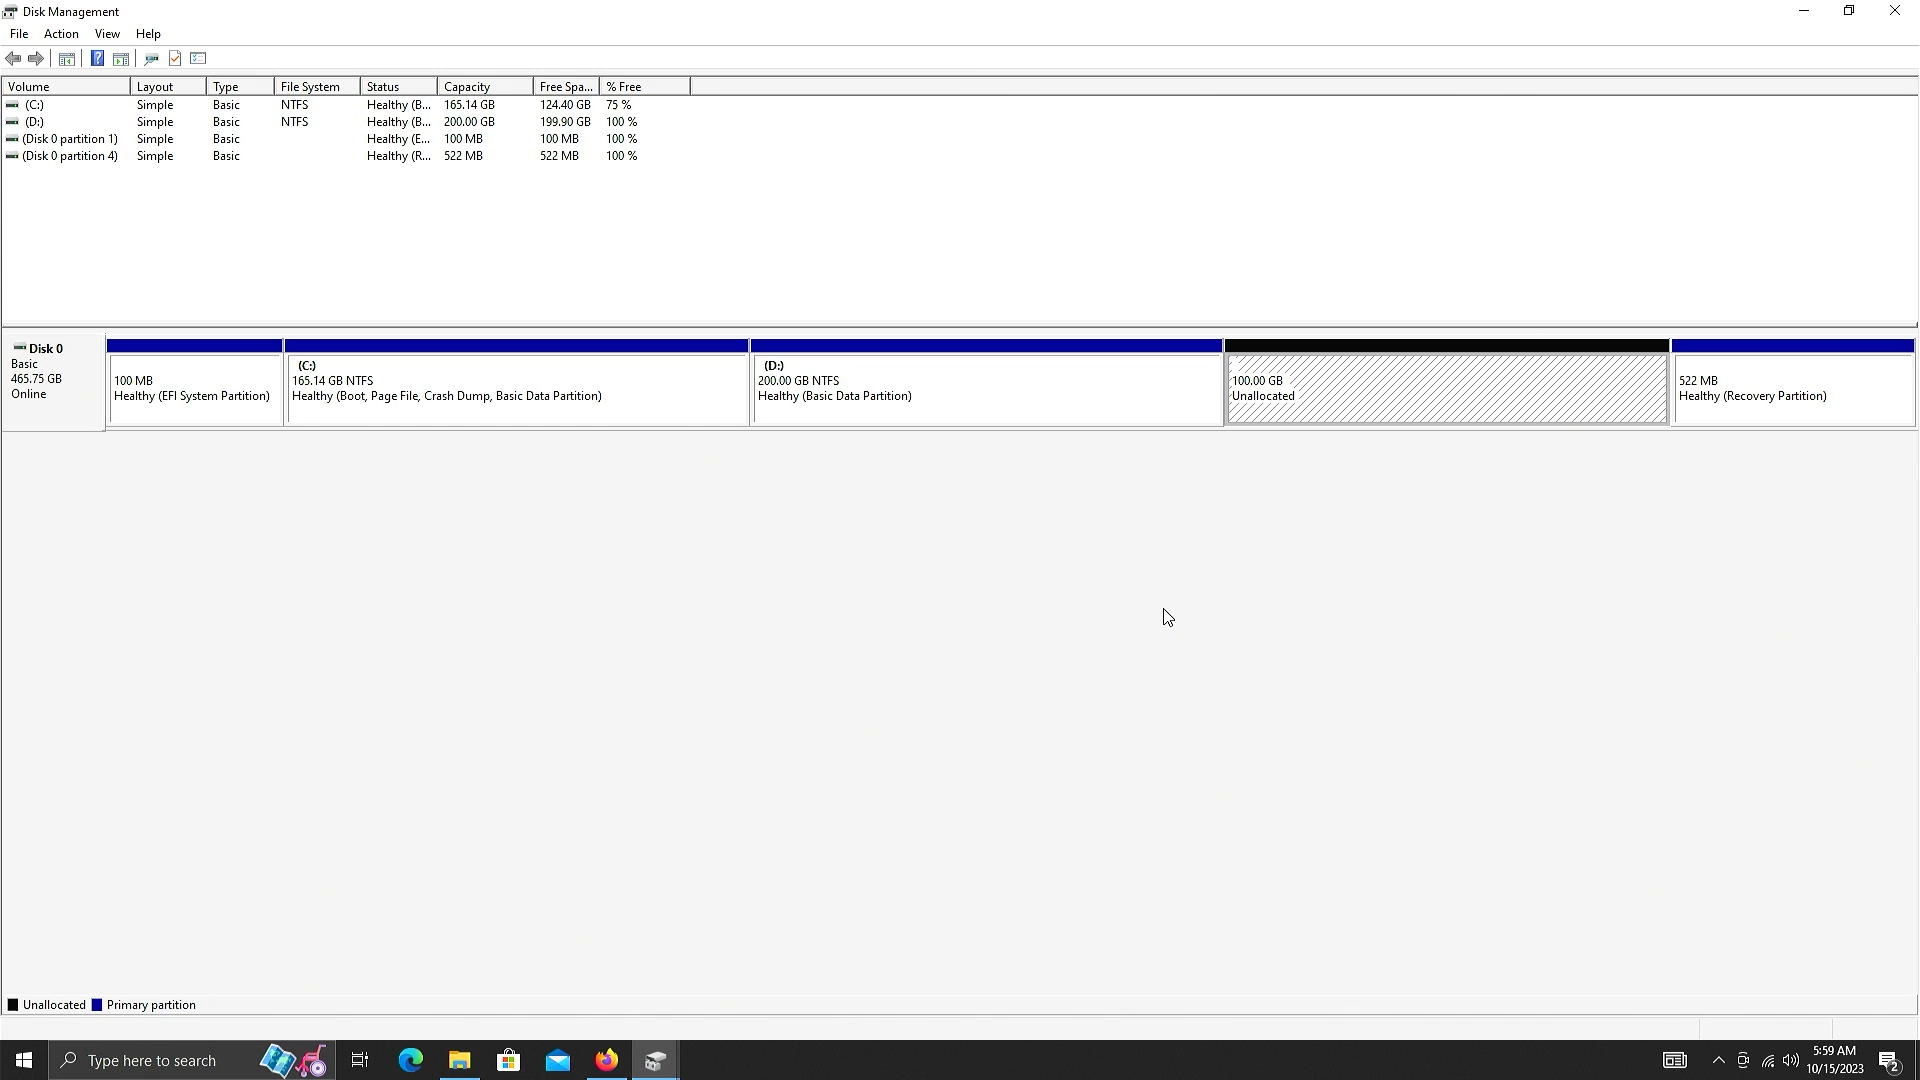 Disk Management
File Action View Help
Volume Layout Type File System Status Capacity Free Spa... % Free
(C:) Simple Basic NTFS Healthy (B... 165.14 GB 124.40 GB 75 %
(D:) Simple Basic NTFS Healthy (B... 200.00 GB 199.90 GB 100 %
(Disk 0 partition 1) Simple Basic Healthy (E... 100 MB 100 MB 100 %
(Disk 0 partition 4) Simple Basic Healthy (R... 522 MB 522 MB 100 %
Disk 0
Basic
465.75 GB
Online
100 MB
Healthy (EFI System Partition)
(C:)
165.14 GB NTFS
Healthy (Boot, Page File, Crash Dump, Basic Data Partition)
(D:)
200.00 GB NTFS
Healthy (Basic Data Partition)
100.00 GB
Unallocated
522 MB
Healthy (Recovery Partition)
Unallocated Primary partition
Type here to search
5:59 AM
10/15/2023
2